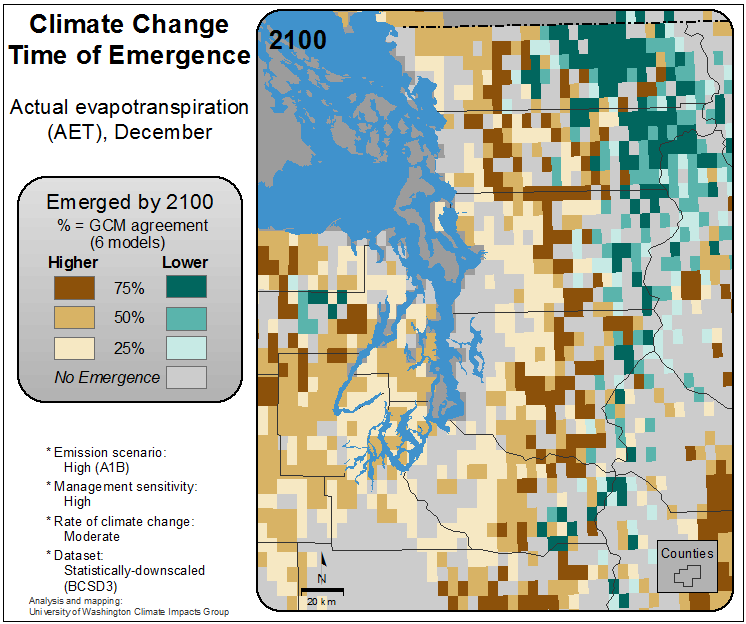 Climate Change
Time of Emergence
Actual evapotranspiration
(AET), December
Emerged by 2100
% = GCM agreement
(6 models)
Higher Lower
75%
50%
25%
No Emergence
* Emission scenario:
High (A1B)
* Management sensitivity:
High
* Rate of climate change:
Moderate
* Dataset:
Statistically-downscaled
(BCSD3)
Analysis and mapping:
University of Washington Climate Impacts Group
2100
N
20 km
Counties